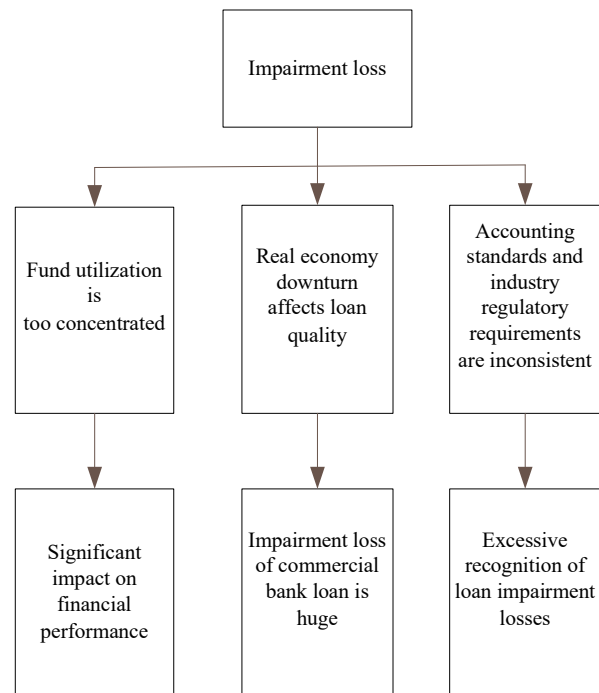 Impairment loss
Fund utilization
is
too concentrated
Real economy
downturn
affects loan
quality
Accounting
standards and
industry
regulatory
requirements
are inconsistent
Significant
impact on
financial
performance
Impairment loss
of commercial
bank loan is
huge
Excessive
recognition of
loan impairment
losses